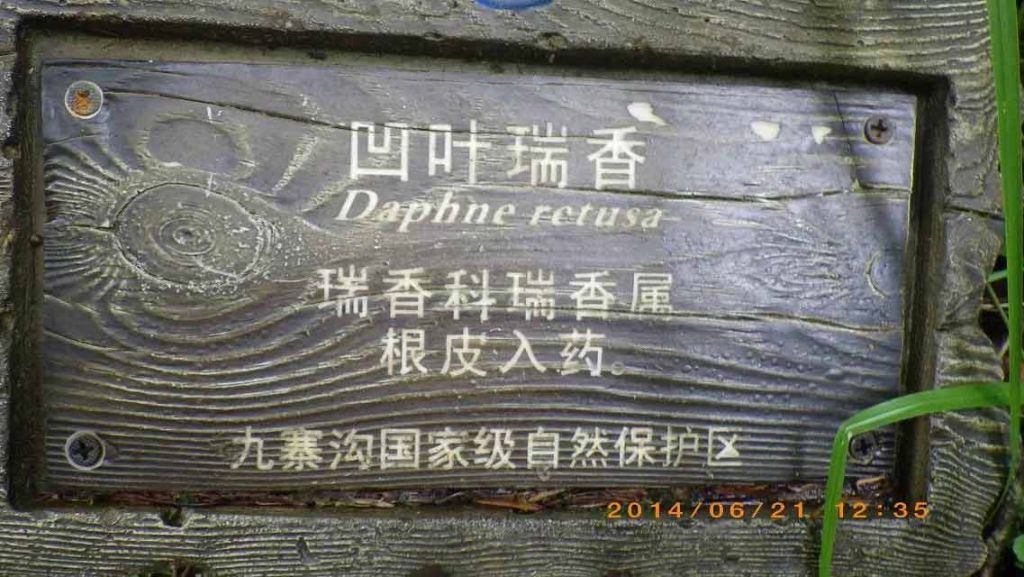 凹叶瑞香
Daphne retusa
瑞香科瑞香属
根皮入药。
九寨沟国家级自然保护区
2014/06/21 12:35